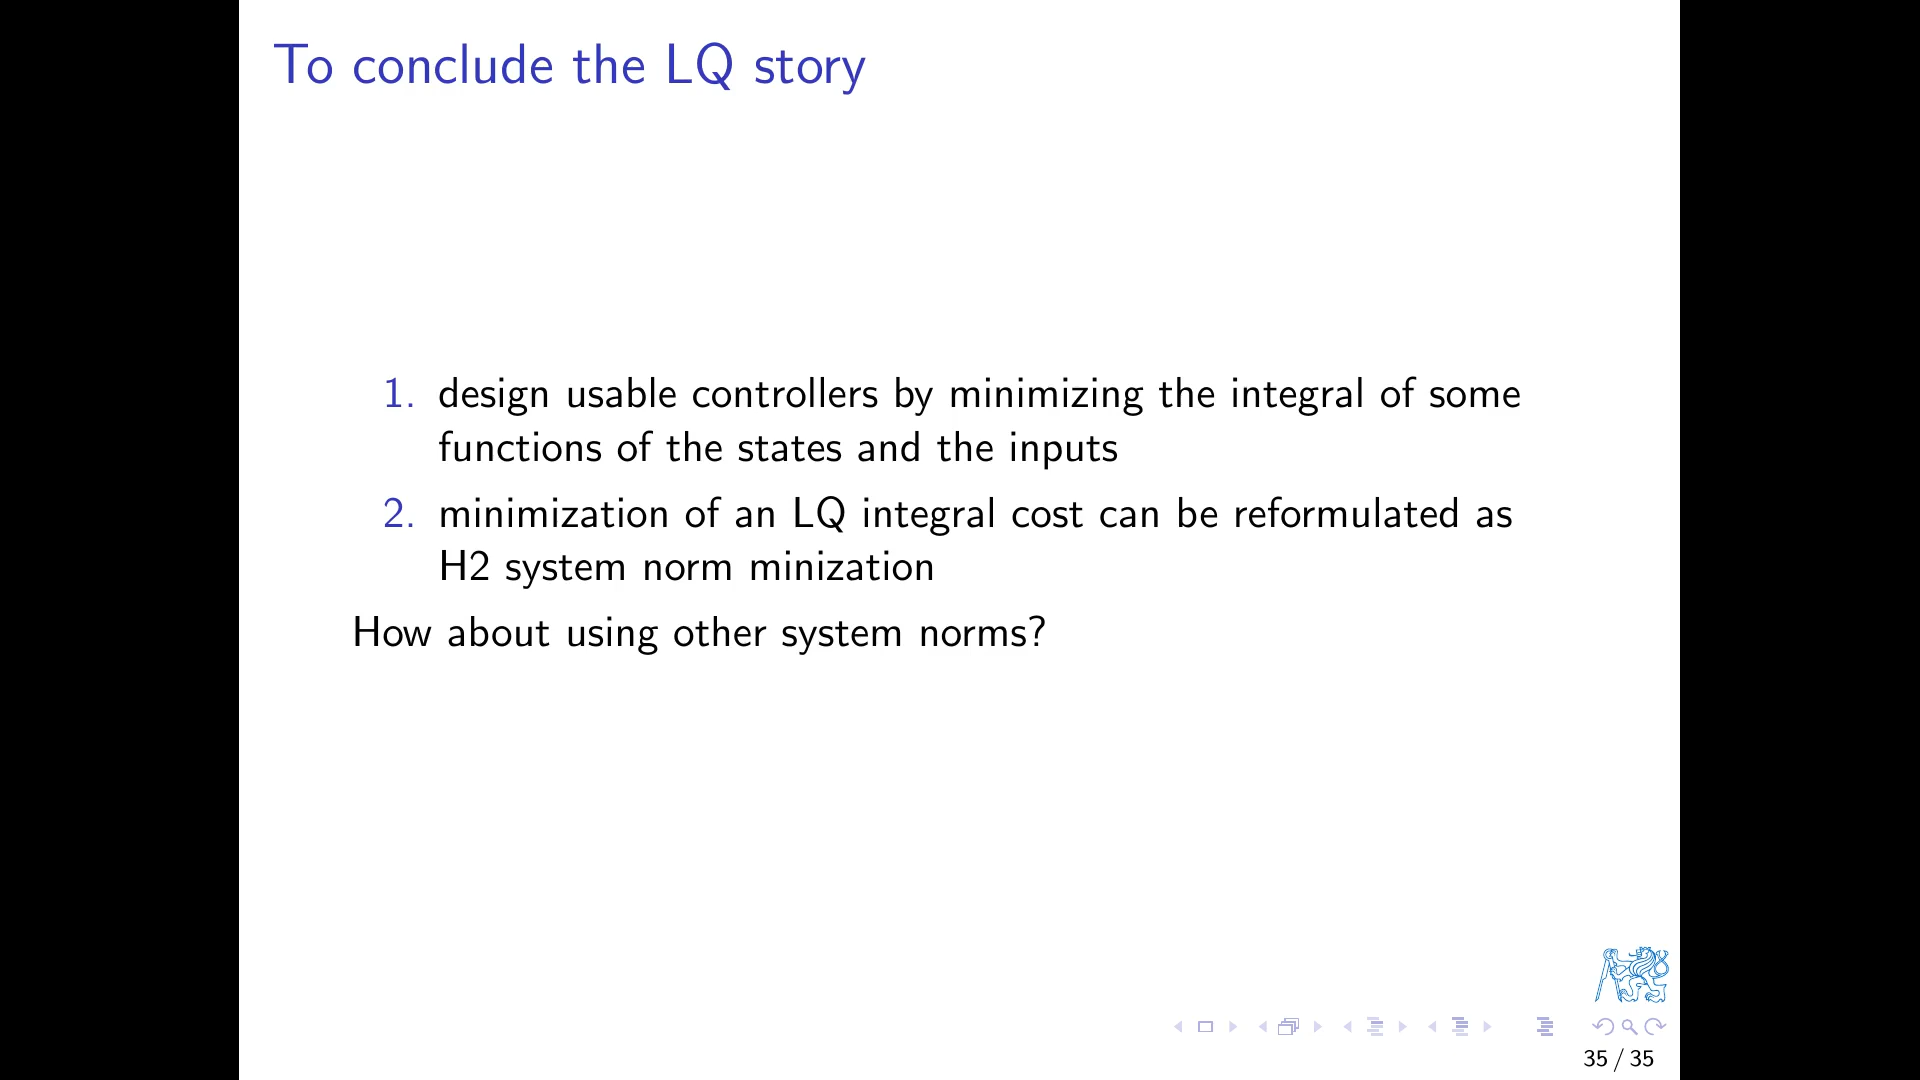 To conclude the LQ story
1. design usable controllers by minimizing the integral of some
functions of the states and the inputs
2. minimization of an LQ integral cost can be reformulated as
H2 system norm minization
How about using other system norms?
35 / 35